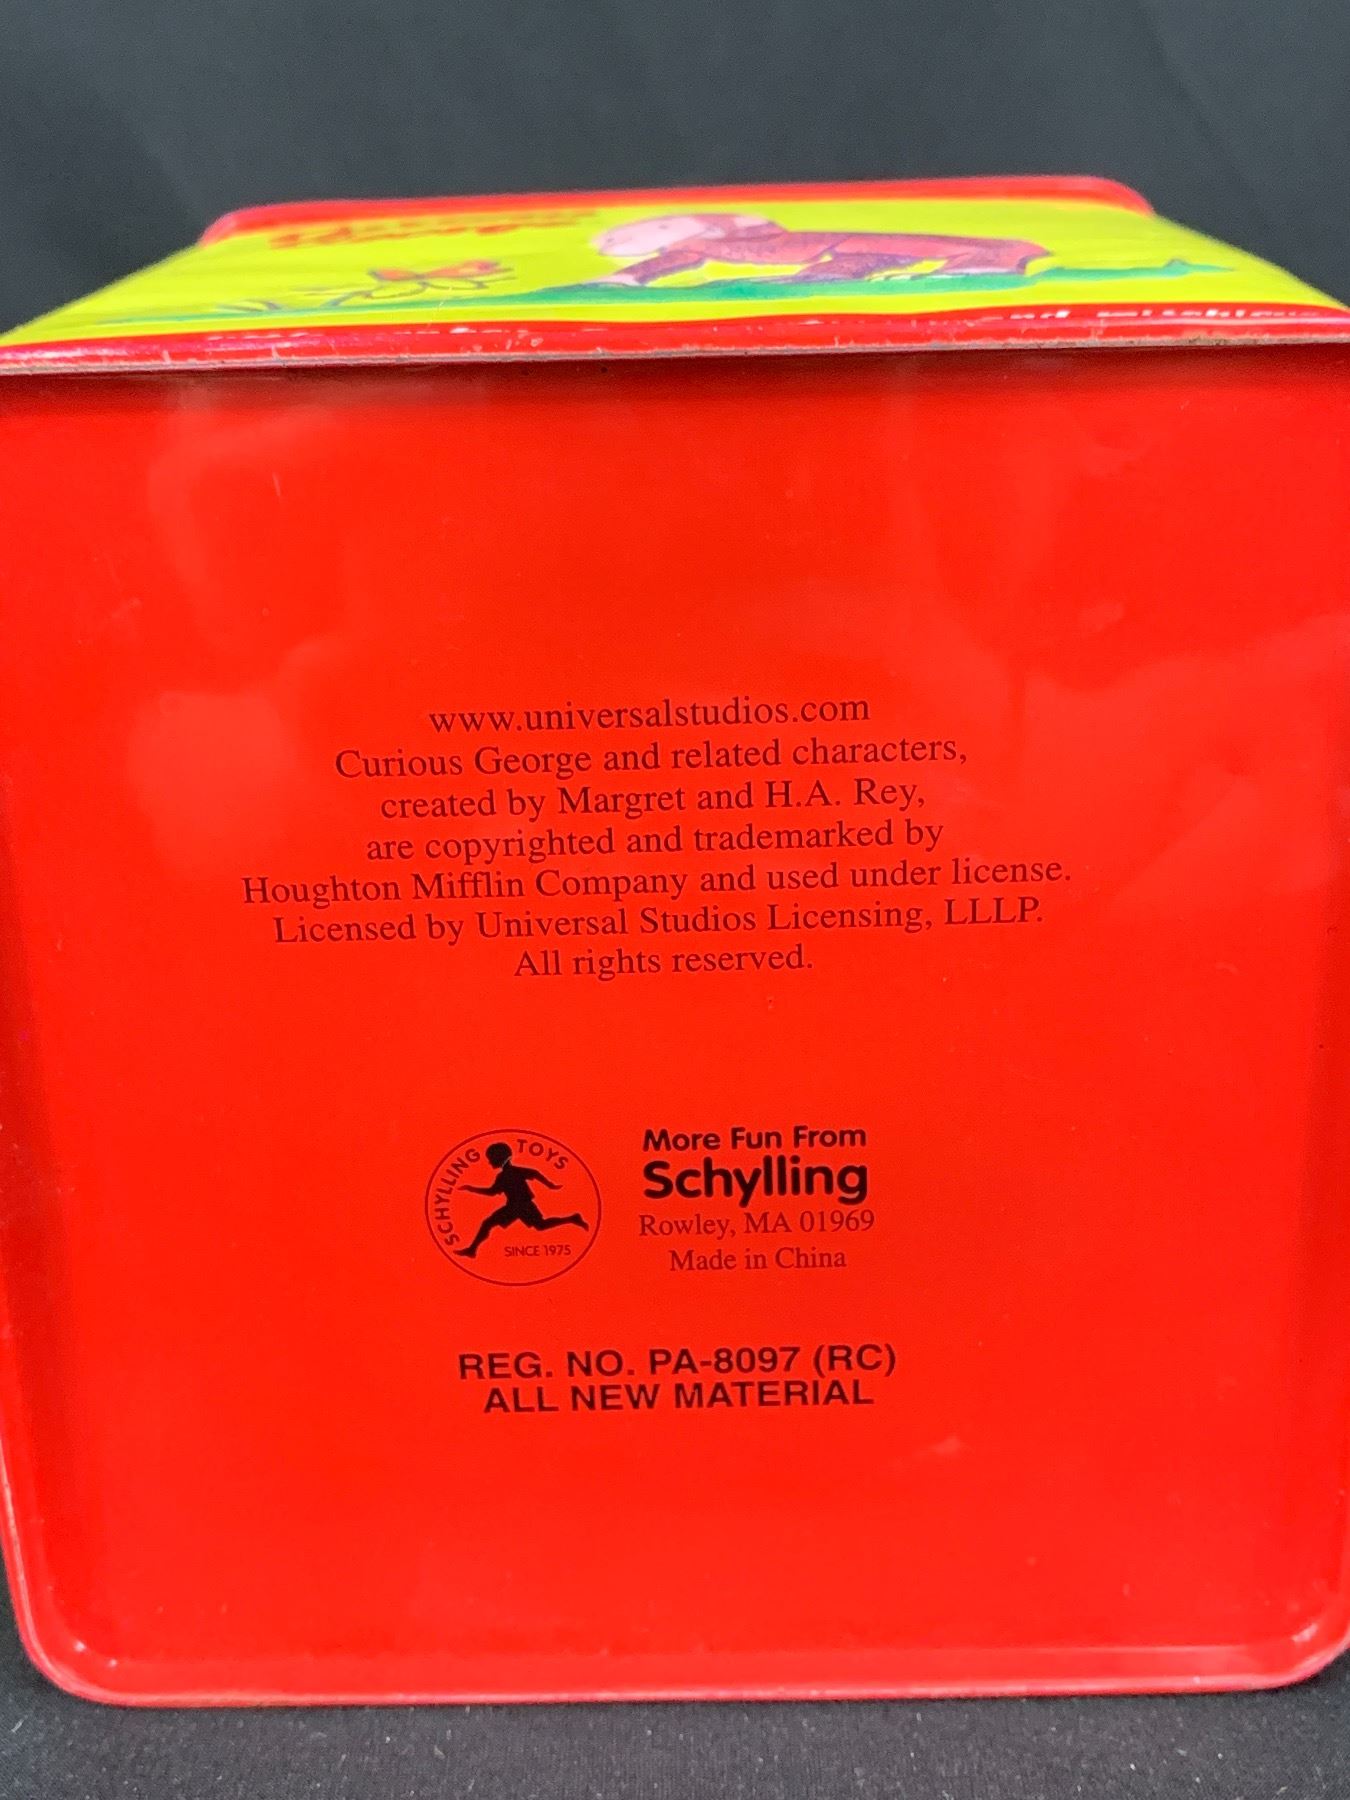 www.universalstudios.com
Curious George and related characters,
created by Margret and H.A. Rey,
are copyrighted and trademarked by
Houghton Mifflin Company and used under license.
Licensed by Universal Studios Licensing, LLLP.
All rights reserved.
SCHYLLING TOYS
SINCE 1975
More Fun From
Schylling
Rowley, MA 01969
Made in China
REG. NO. PA-8097 (RC)
ALL NEW MATERIAL